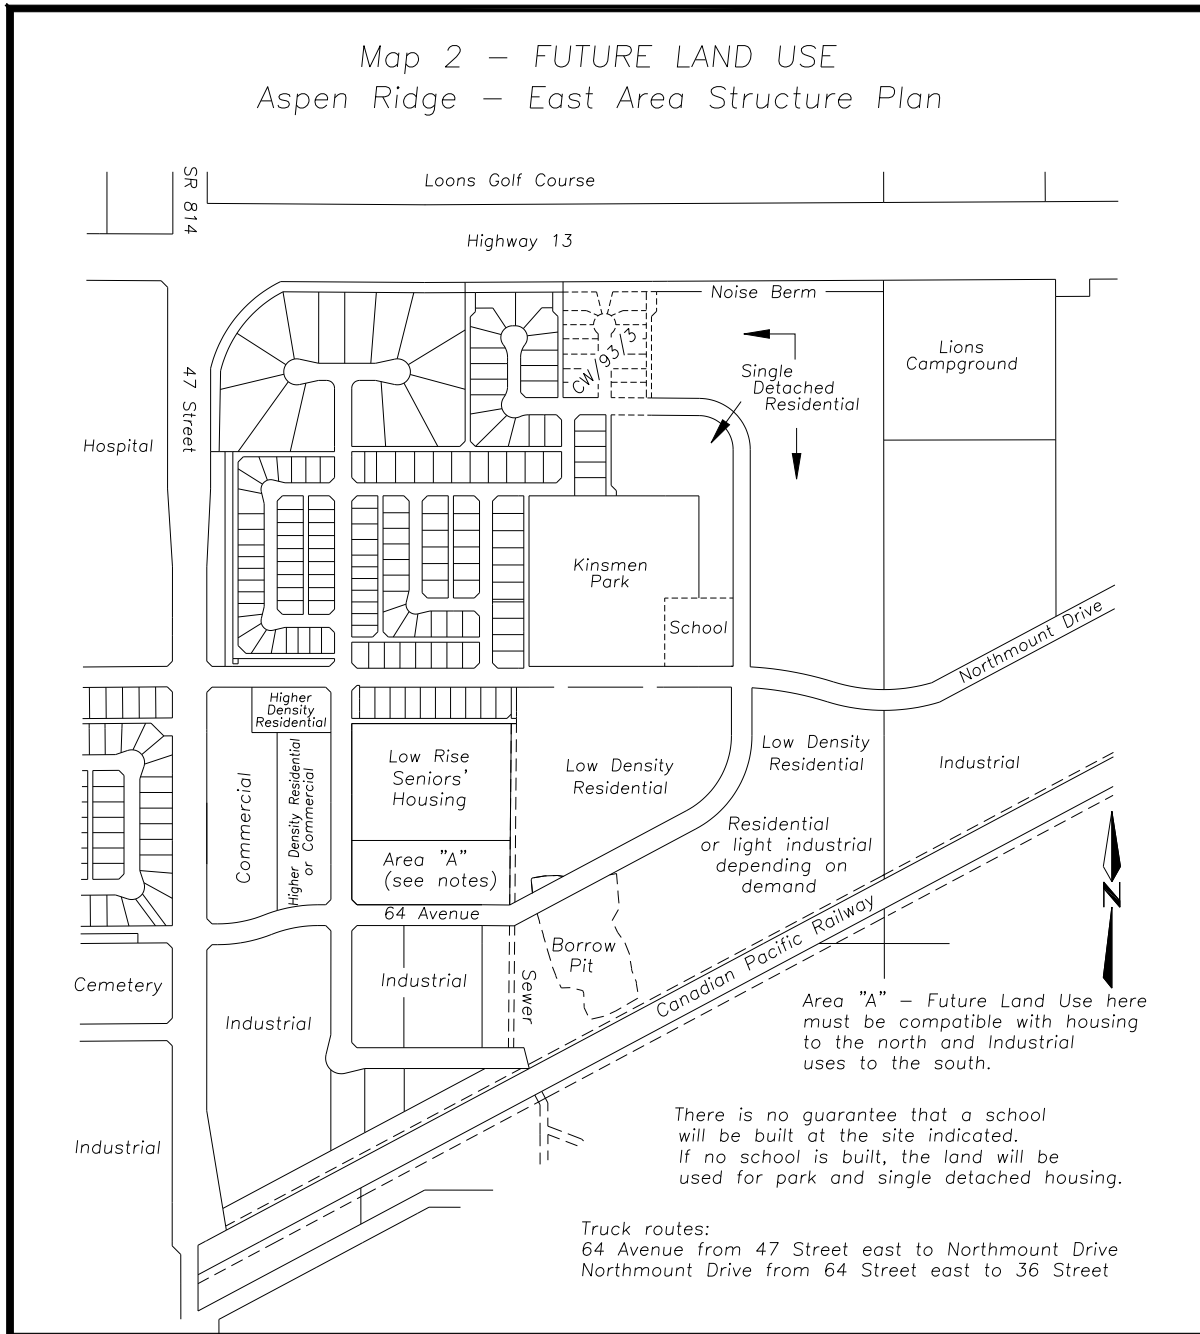 Map 2 – FUTURE LAND USE
Aspen Ridge – East Area Structure Plan
SR 814
Loons Golf Course
Highway 13
Noise Berm
CW/93/3
Single
Detached
Residential
Lions
Campground
47 Street
Hospital
Kinsmen
Park
School
Northmount Drive
Higher
Density
Residential
Low Rise
Seniors'
Housing
Low Density
Residential
Low Density
Residential
Industrial
Commercial
Higher Density Residential
or Commercial
Residential
or light industrial
depending on
demand
Area "A"
(see notes)
64 Avenue
N
Canadian Pacific Railway
Borrow
Pit
Sewer
Cemetery
Industrial
Industrial
Industrial
Area "A" – Future Land Use here
must be compatible with housing
to the north and Industrial
uses to the south.
There is no guarantee that a school
will be built at the site indicated.
If no school is built, the land will be
used for park and single detached housing.
Truck routes:
64 Avenue from 47 Street east to Northmount Drive
Northmount Drive from 64 Street east to 36 Street